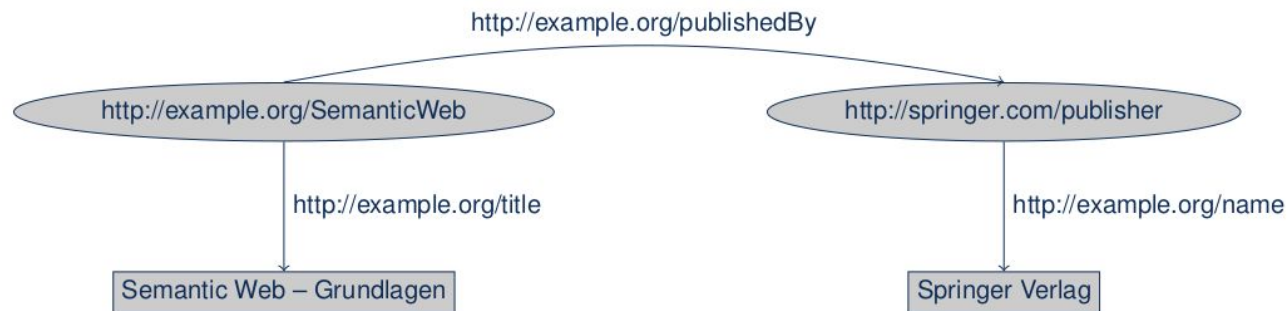 http://example.org/publishedBy
http://example.org/SemanticWeb
http://springer.com/publisher
http://example.org/title
http://example.org/name
Semantic Web – Grundlagen
Springer Verlag